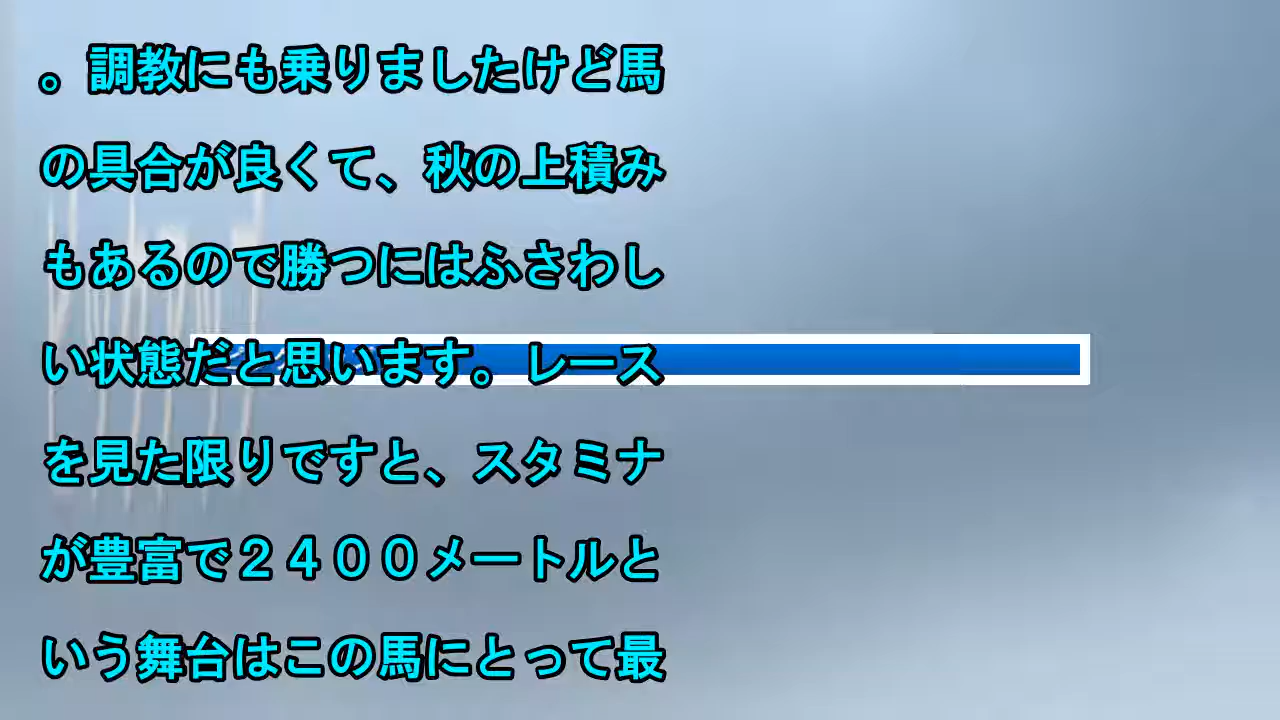 。調教にも乗りましたけど馬
の具合が良くて、秋の上積み
もあるので勝つにはふさわし
い状態だと思います。レース
を見た限りですと、スタミナ
が豊富で２４００メートルと
いう舞台はこの馬にとって最